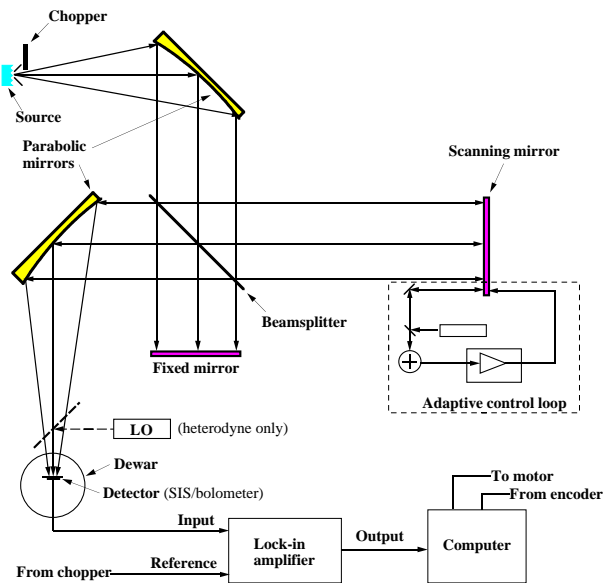 Chopper
Source
Parabolic
mirrors
Scanning mirror
Beamsplitter
Fixed mirror
Adaptive control loop
LO (heterodyne only)
Dewar
Detector (SIS/bolometer)
To motor
From encoder
Input
Output
Lock-in
amplifier
Computer
Reference
From chopper